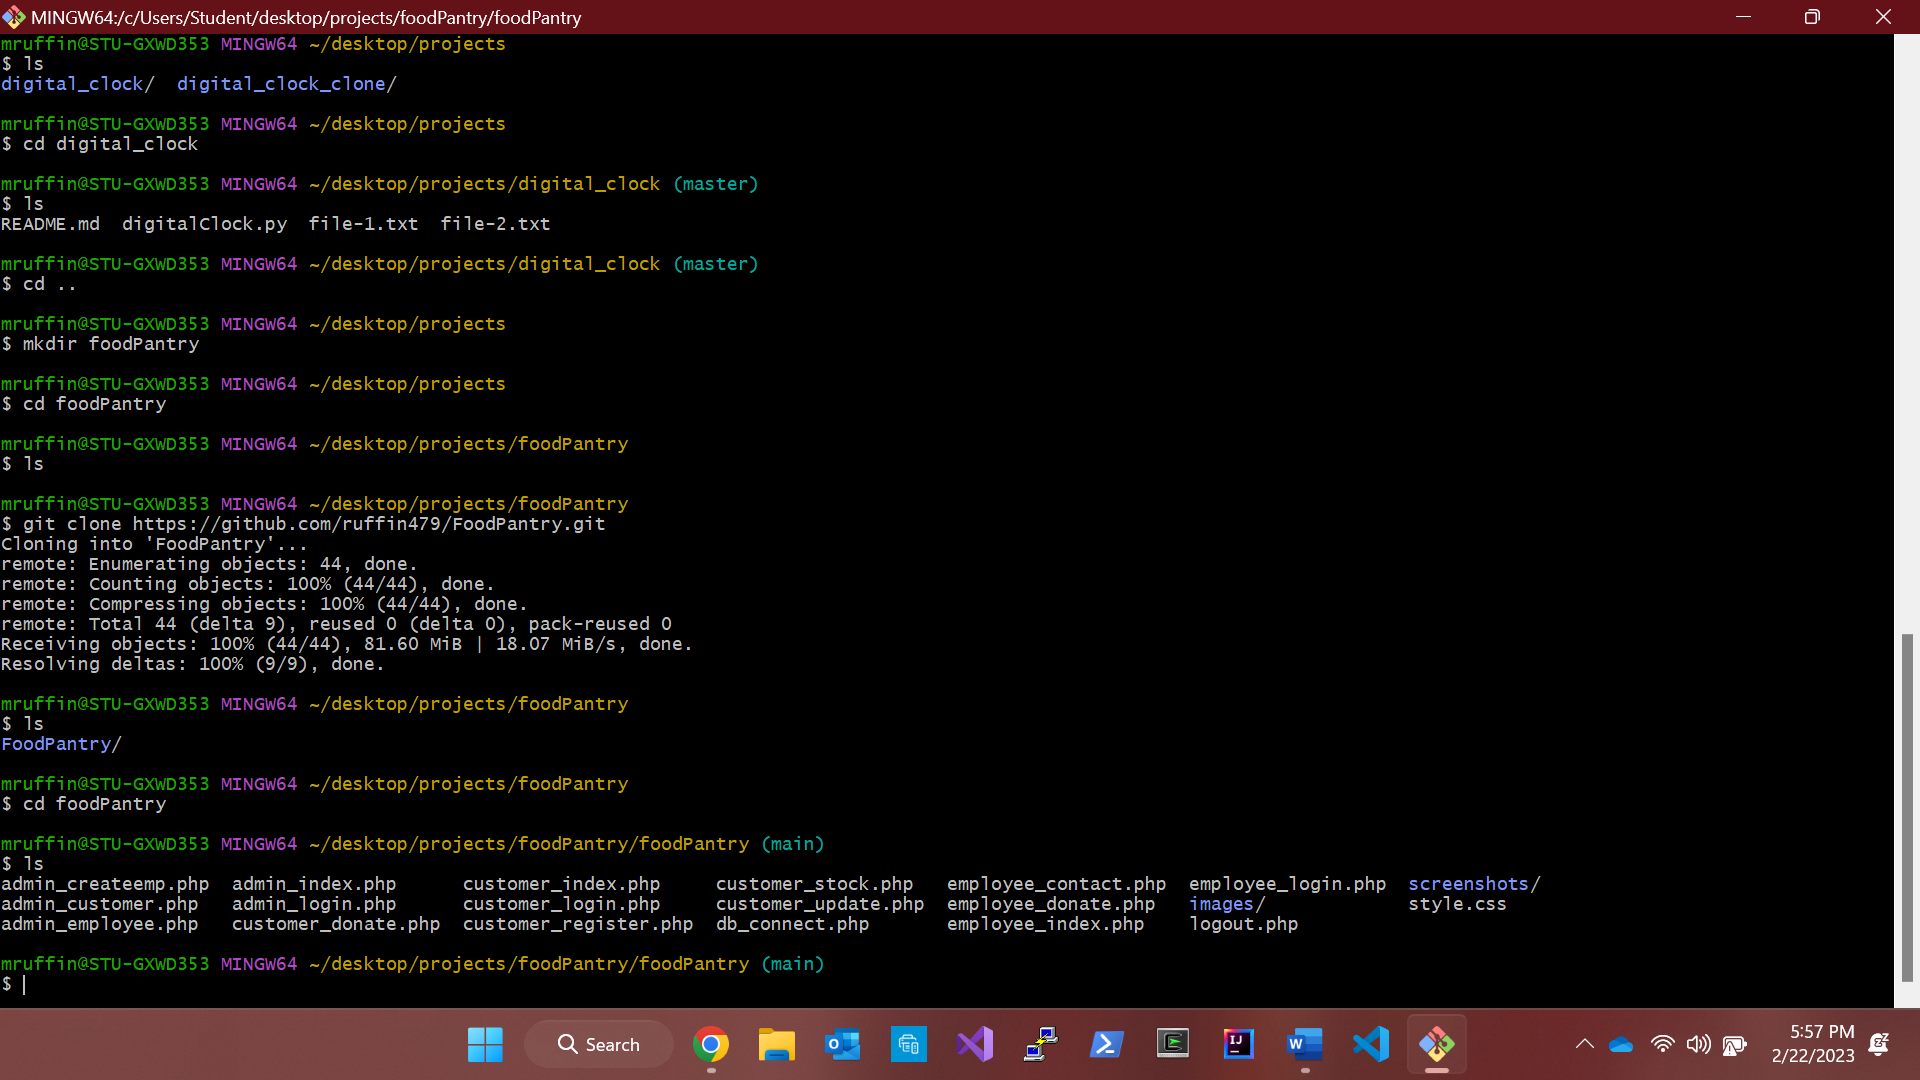 MINGW64:/c/Users/Student/desktop/projects/foodPantry/foodPantry
mruffin@STU-GXWD353 MINGW64 ~/desktop/projects
$ ls
digital_clock/  digital_clock_clone/
mruffin@STU-GXWD353 MINGW64 ~/desktop/projects
$ cd digital_clock
mruffin@STU-GXWD353 MINGW64 ~/desktop/projects/digital_clock (master)
$ ls
README.md  digitalClock.py  file-1.txt  file-2.txt
mruffin@STU-GXWD353 MINGW64 ~/desktop/projects/digital_clock (master)
$ cd ..
mruffin@STU-GXWD353 MINGW64 ~/desktop/projects
$ mkdir foodPantry
mruffin@STU-GXWD353 MINGW64 ~/desktop/projects
$ cd foodPantry
mruffin@STU-GXWD353 MINGW64 ~/desktop/projects/foodPantry
$ ls
mruffin@STU-GXWD353 MINGW64 ~/desktop/projects/foodPantry
$ git clone https://github.com/ruffin479/FoodPantry.git
Cloning into 'FoodPantry'...
remote: Enumerating objects: 44, done.
remote: Counting objects: 100% (44/44), done.
remote: Compressing objects: 100% (44/44), done.
remote: Total 44 (delta 9), reused 0 (delta 0), pack-reused 0
Receiving objects: 100% (44/44), 81.60 MiB | 18.07 MiB/s, done.
Resolving deltas: 100% (9/9), done.
mruffin@STU-GXWD353 MINGW64 ~/desktop/projects/foodPantry
$ ls
FoodPantry/
mruffin@STU-GXWD353 MINGW64 ~/desktop/projects/foodPantry
$ cd foodPantry
mruffin@STU-GXWD353 MINGW64 ~/desktop/projects/foodPantry/foodPantry (main)
$ ls
admin_createemp.php  admin_index.php  customer_index.php  customer_stock.php  employee_contact.php  employee_login.php  screenshots/
admin_customer.php  admin_login.php  customer_login.php  customer_update.php  employee_donate.php  images/  style.css
admin_employee.php  customer_donate.php  customer_register.php  db_connect.php  employee_index.php  logout.php
mruffin@STU-GXWD353 MINGW64 ~/desktop/projects/foodPantry/foodPantry (main)
$
Search
5:57 PM
2/22/2023